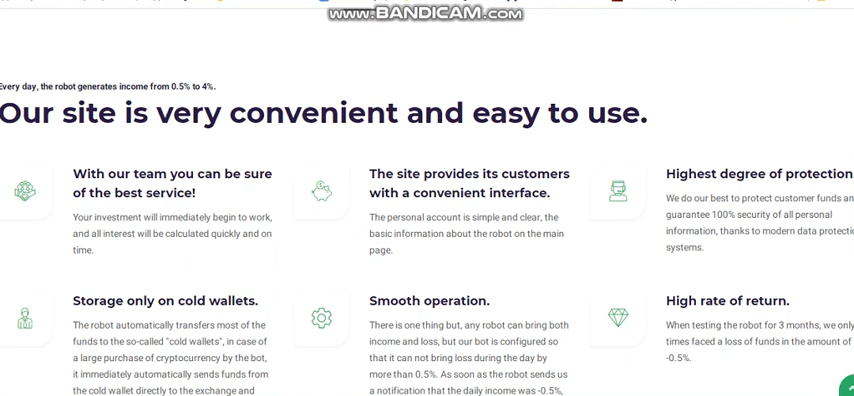 www.BANDICAM.com
Every day, the robot generates income from 0.5% to 4%.
Our site is very convenient and easy to use.
With our team you can be sure
of the best service!
Your investment will immediately begin to work,
and all interest will be calculated quickly and on
time.
The site provides its customers
with a convenient interface.
The personal account is simple and clear, the
basic information about the robot on the main
page.
Highest degree of protection
We do our best to protect customer funds an
guarantee 100% security of all personal
information, thanks to modern data protectio
systems.
Storage only on cold wallets.
The robot automatically transfers most of the
funds to the so-called "cold wallets", in case of
a large purchase of cryptocurrency by the bot,
it immediately automatically sends funds from
the cold wallet directly to the exchange and
Smooth operation.
There is one thing but, any robot can bring both
income and loss, but our bot is configured so
that it can not bring loss during the day by
more than 0.5%. As soon as the robot sends us
a notification that the daily income was -0.5%,
High rate of return.
When testing the robot for 3 months, we only
times faced a loss of funds in the amount of
-0.5%.